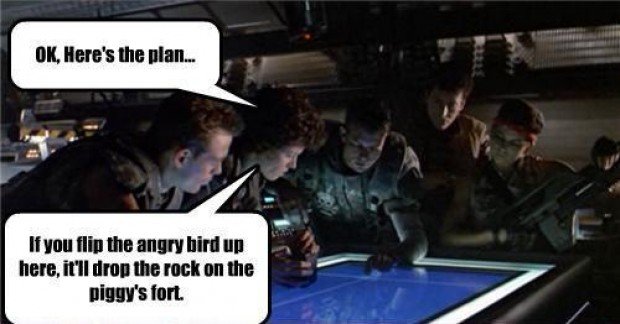 OK, Here's the plan...
If you flip the angry bird up
here, it'll drop the rock on the
piggy's fort.